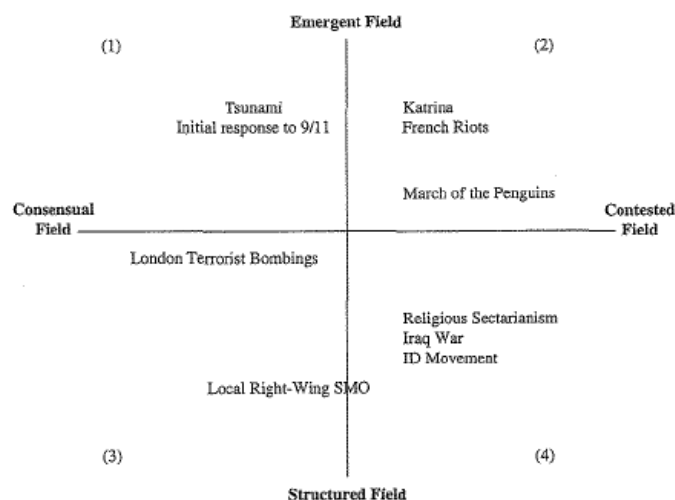 Emergent Field
(1)
(2)
Tsunami
Initial response to 9/11
Katrina
French Riots
March of the Penguins
Consensual
Field
Contested
Field
London Terrorist Bombings
Religious Sectarianism
Iraq War
ID Movement
Local Right-Wing SMO
(3)
(4)
Structured Field